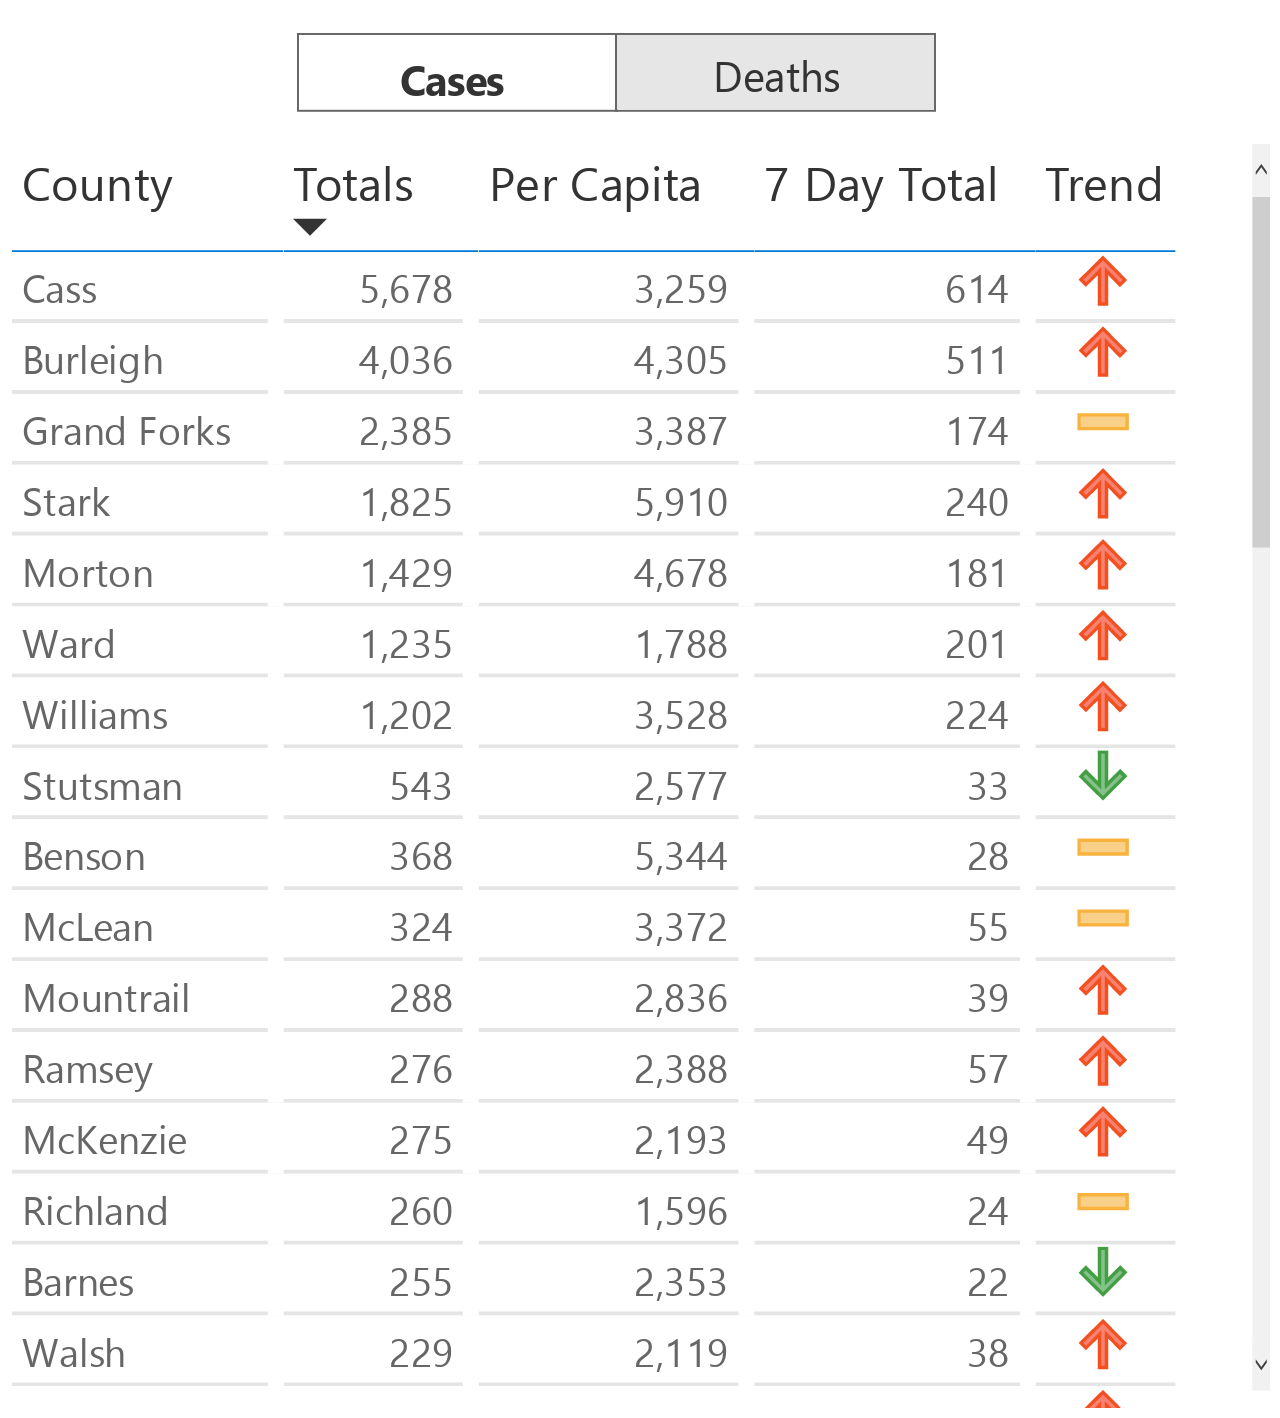 Cases Deaths
County Totals Per Capita 7 Day Total Trend
Cass 5,678 3,259 614
Burleigh 4,036 4,305 511
Grand Forks 2,385 3,387 174
Stark 1,825 5,910 240
Morton 1,429 4,678 181
Ward 1,235 1,788 201
Williams 1,202 3,528 224
Stutsman 543 2,577 33
Benson 368 5,344 28
McLean 324 3,372 55
Mountrail 288 2,836 39
Ramsey 276 2,388 57
McKenzie 275 2,193 49
Richland 260 1,596 24
Barnes 255 2,353 22
Walsh 229 2,119 38